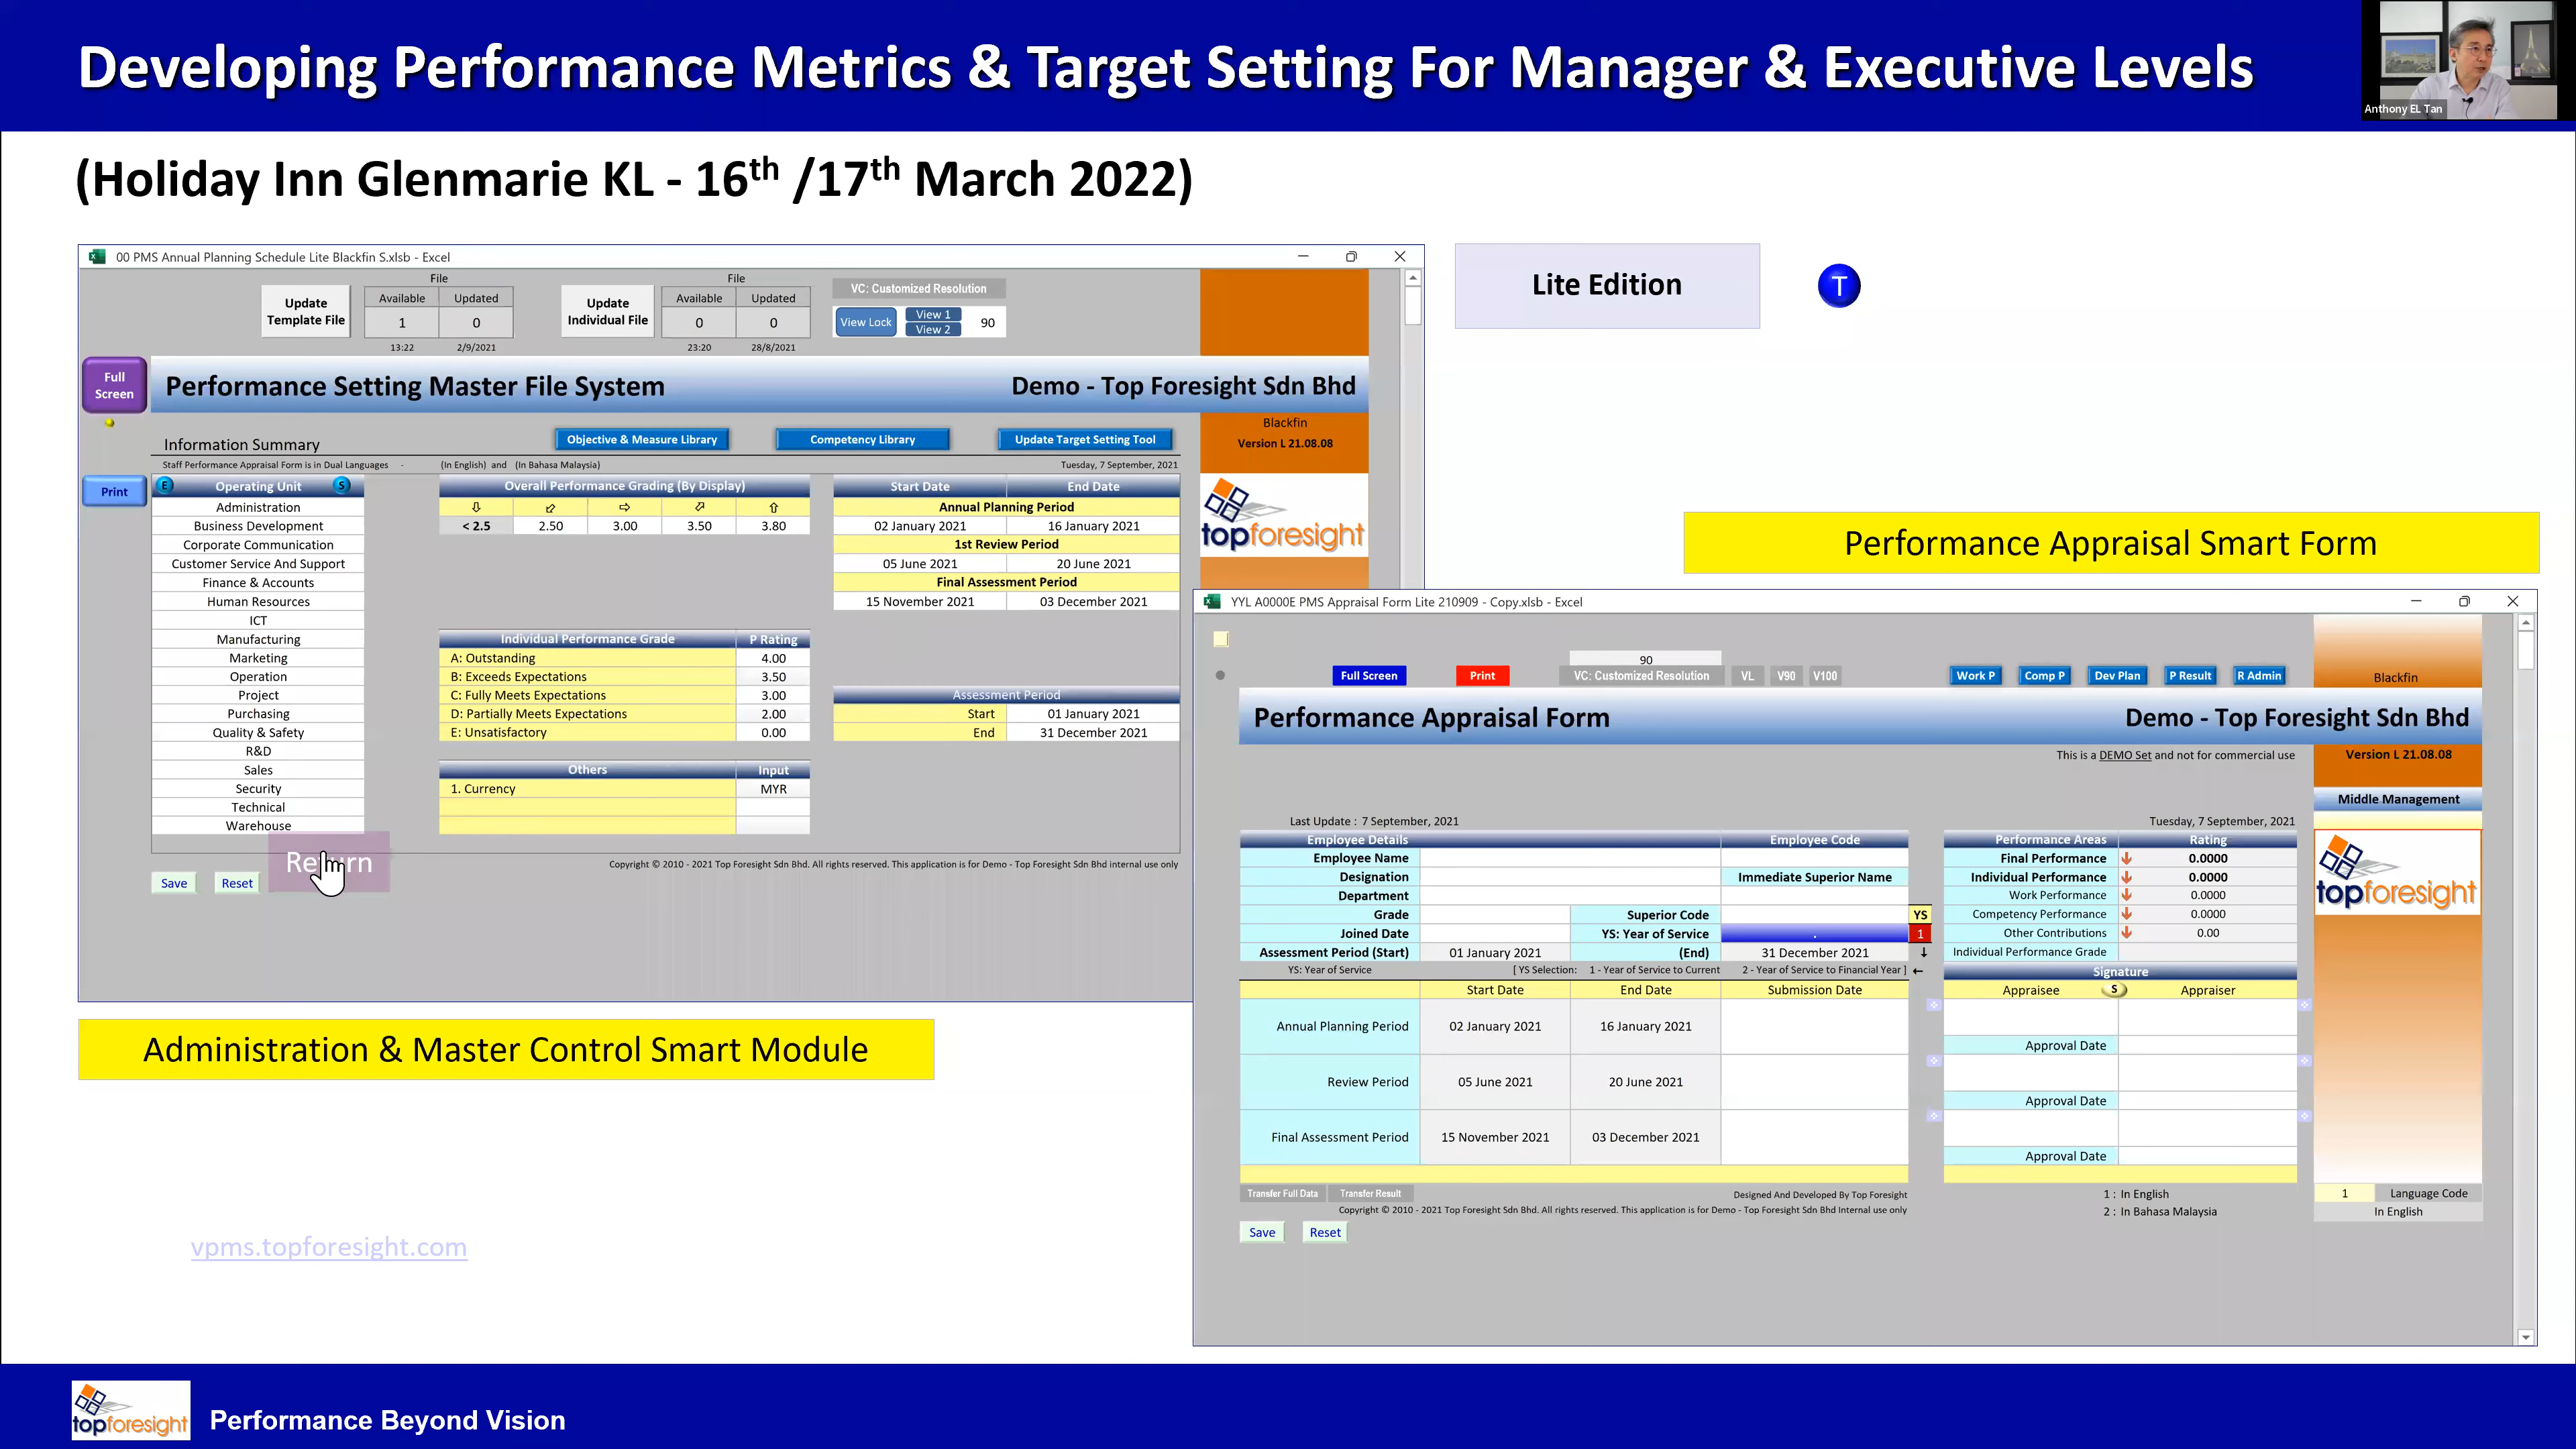 Developing Performance Metrics & Target Setting For Manager & Executive Levels
Anthony EL Tan
(Holiday Inn Glenmarie KL - 16th /17th March 2022)
00 PMS Annual Planning Schedule Lite Blackfin S.xlsb - Excel
File File
Update Template File Available Updated Update Individual File Available Updated VC: Customized Resolution
1 0 0 0 View Lock View 1 View 2 90
13:22 2/9/2021 23:20 28/8/2021
Full Screen
Performance Setting Master File System Demo - Top Foresight Sdn Bhd
Blackfin
Version L 21.08.08
Information Summary Objective & Measure Library Competency Library Update Target Setting Tool
Staff Performance Appraisal Form is in Dual Languages - (In English) and (In Bahasa Malaysia) Tuesday, 7 September, 2021
Print
E Operating Unit S
Administration
Business Development
Corporate Communication
Customer Service And Support
Finance & Accounts
Human Resources
ICT
Manufacturing
Marketing
Operation
Project
Purchasing
Quality & Safety
R&D
Sales
Security
Technical
Warehouse
Overall Performance Grading (By Display)
< 2.5 2.50 3.00 3.50 3.80
Individual Performance Grade P Rating
A: Outstanding 4.00
B: Exceeds Expectations 3.50
C: Fully Meets Expectations 3.00
D: Partially Meets Expectations 2.00
E: Unsatisfactory 0.00
Others Input
1. Currency MYR
Start Date End Date
Annual Planning Period
02 January 2021 16 January 2021
1st Review Period
05 June 2021 20 June 2021
Final Assessment Period
15 November 2021 03 December 2021
Assessment Period
Start 01 January 2021
End 31 December 2021
topforesight
Return
Save Reset
Copyright © 2010 - 2021 Top Foresight Sdn Bhd. All rights reserved. This application is for Demo - Top Foresight Sdn Bhd internal use only
Administration & Master Control Smart Module
vpms.topforesight.com
Lite Edition
T
Performance Appraisal Smart Form
YYL A0000E PMS Appraisal Form Lite 210909 - Copy.xlsb - Excel
90
Full Screen Print VC: Customized Resolution VL V90 V100 Work P Comp P Dev Plan P Result R Admin Blackfin
Performance Appraisal Form Demo - Top Foresight Sdn Bhd
This is a DEMO Set and not for commercial use
Version L 21.08.08
Middle Management
Last Update : 7 September, 2021 Tuesday, 7 September, 2021
Employee Details Employee Code
Employee Name
Designation Immediate Superior Name
Department
Grade Superior Code YS
Joined Date YS: Year of Service . 1
Assessment Period (Start) 01 January 2021 (End) 31 December 2021
YS: Year of Service [ YS Selection: 1 - Year of Service to Current 2 - Year of Service to Financial Year ]
Start Date End Date Submission Date
Annual Planning Period 02 January 2021 16 January 2021
Review Period 05 June 2021 20 June 2021
Final Assessment Period 15 November 2021 03 December 2021
Performance Areas Rating
Final Performance 0.0000
Individual Performance 0.0000
Work Performance 0.0000
Competency Performance 0.0000
Other Contributions 0.00
Individual Performance Grade
Signature
Appraisee S Appraiser
Approval Date
Approval Date
Approval Date
topforesight
Transfer Full Data Transfer Result Designed And Developed By Top Foresight
Copyright © 2010 - 2021 Top Foresight Sdn Bhd. All rights reserved. This application is for Demo - Top Foresight Sdn Bhd Internal use only
1 : In English
2 : In Bahasa Malaysia
1 Language Code
In English
Save Reset
topforesight
Performance Beyond Vision